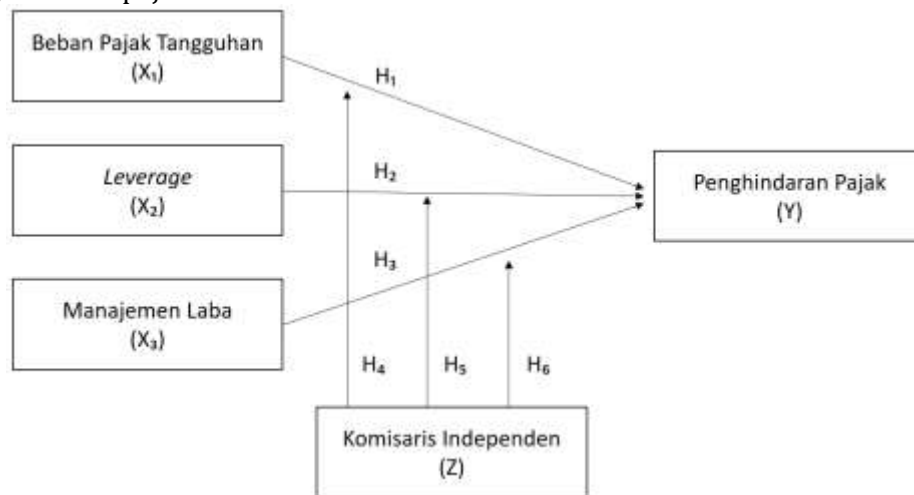 Beban Pajak Tangguhan
(X₁)
H₁
Leverage
(X₂)
H₂
Penghindaran Pajak
(Y)
H₃
Manajemen Laba
(X₃)
H₄
H₅
H₆
Komisaris Independen
(Z)